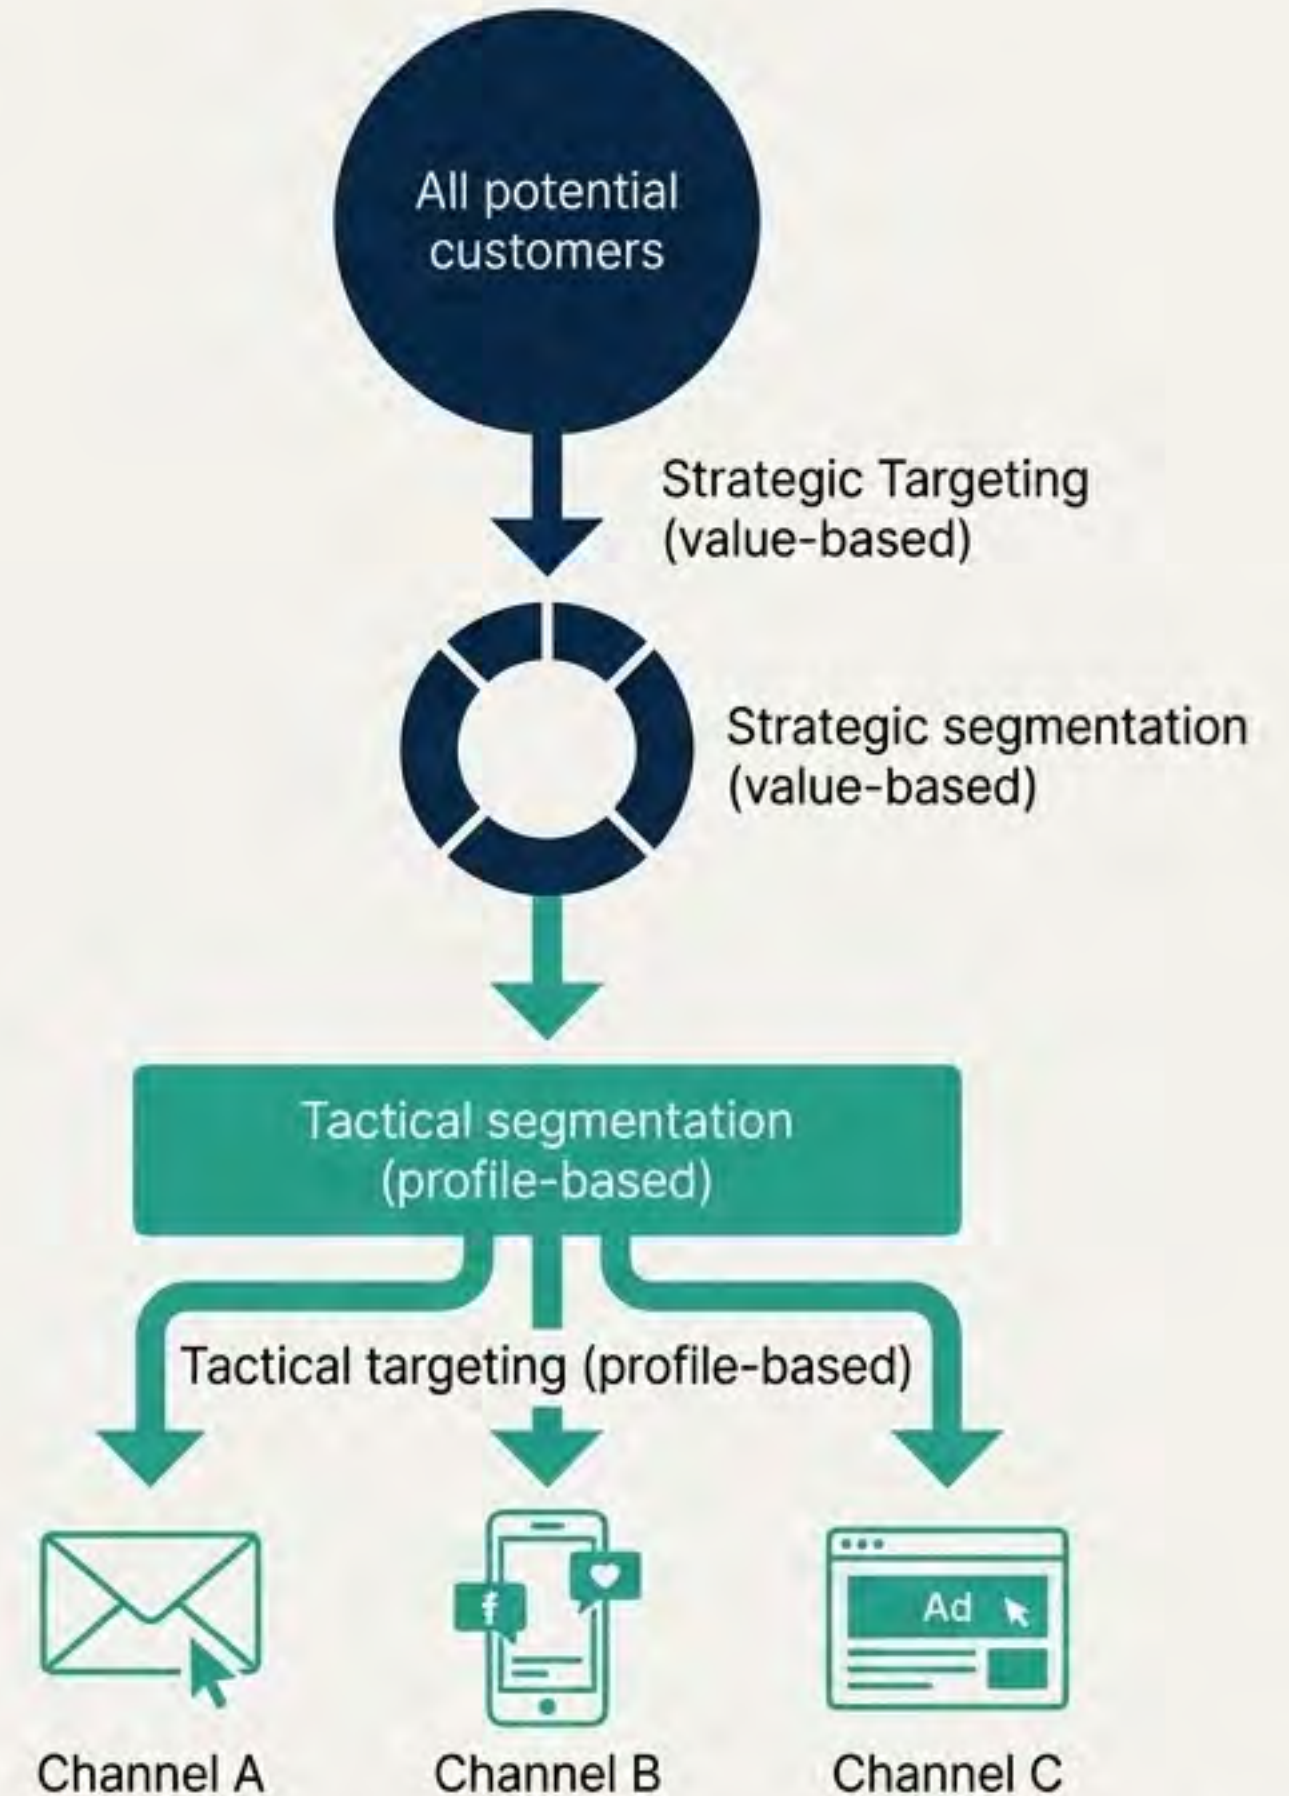 All potential
customers
Strategic Targeting
(value-based)
Strategic segmentation
(value-based)
Tactical segmentation
(profile-based)
Tactical targeting (profile-based)
f
Ad
Channel A
Channel B
Channel C